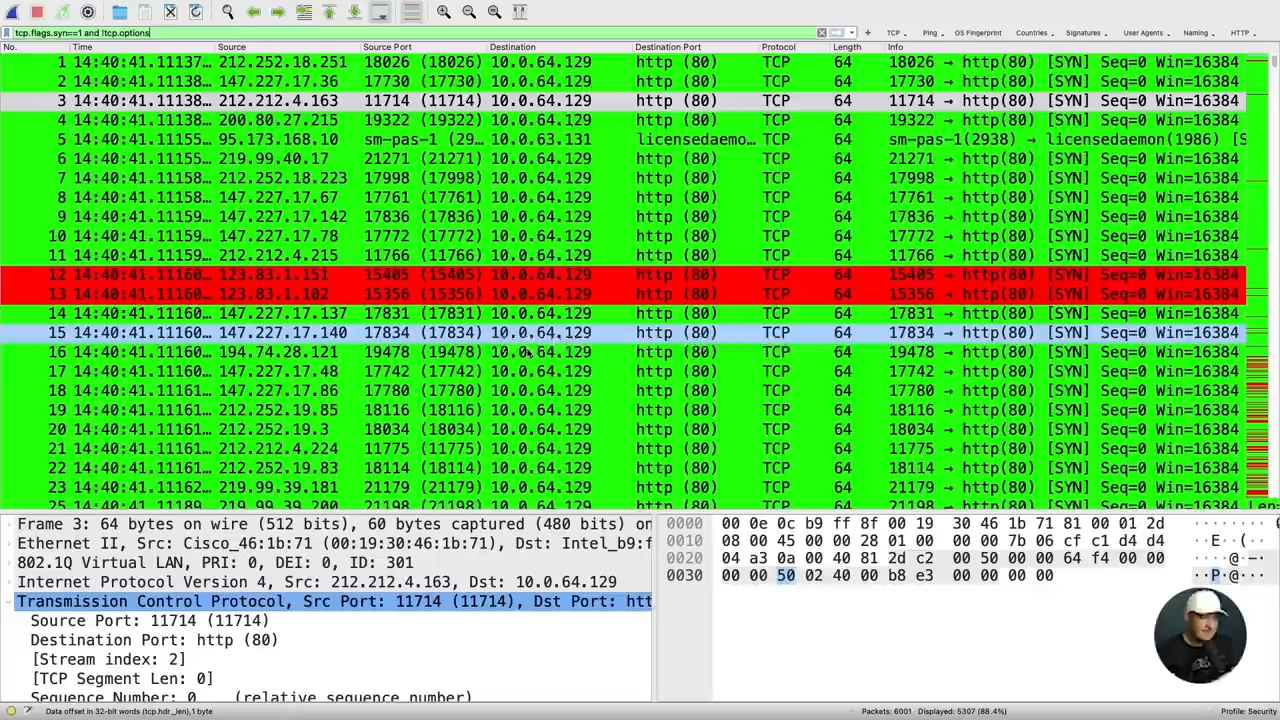 tcp.flags.syn==1 and !tcp.options
TCP Ping OS Fingerprint Countries Signatures User Agents Naming HTTP
No. Time Source Source Port Destination Destination Port Protocol Length Info
1 14:40:41.11137… 212.252.18.251 18026 (18026) 10.0.64.129 http (80) TCP 64 18026 → http(80) [SYN] Seq=0 Win=16384
2 14:40:41.11138… 147.227.17.36 17730 (17730) 10.0.64.129 http (80) TCP 64 17730 → http(80) [SYN] Seq=0 Win=16384
3 14:40:41.11138… 212.212.4.163 11714 (11714) 10.0.64.129 http (80) TCP 64 11714 → http(80) [SYN] Seq=0 Win=16384
4 14:40:41.11138… 200.80.27.215 19322 (19322) 10.0.64.129 http (80) TCP 64 19322 → http(80) [SYN] Seq=0 Win=16384
5 14:40:41.11155… 95.173.168.10 sm-pas-1 (29… 10.0.63.131 licensedaemo… TCP 64 sm-pas-1(2938) → licensedaemon(1986) [S
6 14:40:41.11155… 219.99.40.17 21271 (21271) 10.0.64.129 http (80) TCP 64 21271 → http(80) [SYN] Seq=0 Win=16384
7 14:40:41.11158… 212.252.18.223 17998 (17998) 10.0.64.129 http (80) TCP 64 17998 → http(80) [SYN] Seq=0 Win=16384
8 14:40:41.11158… 147.227.17.67 17761 (17761) 10.0.64.129 http (80) TCP 64 17761 → http(80) [SYN] Seq=0 Win=16384
9 14:40:41.11159… 147.227.17.142 17836 (17836) 10.0.64.129 http (80) TCP 64 17836 → http(80) [SYN] Seq=0 Win=16384
10 14:40:41.11159… 147.227.17.78 17772 (17772) 10.0.64.129 http (80) TCP 64 17772 → http(80) [SYN] Seq=0 Win=16384
11 14:40:41.11159… 212.212.4.215 11766 (11766) 10.0.64.129 http (80) TCP 64 11766 → http(80) [SYN] Seq=0 Win=16384
12 14:40:41.11160… 123.83.1.151 15405 (15405) 10.0.64.129 http (80) TCP 64 15405 → http(80) [SYN] Seq=0 Win=16384
13 14:40:41.11160… 123.83.1.102 15356 (15356) 10.0.64.129 http (80) TCP 64 15356 → http(80) [SYN] Seq=0 Win=16384
14 14:40:41.11160… 147.227.17.137 17831 (17831) 10.0.64.129 http (80) TCP 64 17831 → http(80) [SYN] Seq=0 Win=16384
15 14:40:41.11160… 147.227.17.140 17834 (17834) 10.0.64.129 http (80) TCP 64 17834 → http(80) [SYN] Seq=0 Win=16384
16 14:40:41.11160… 194.74.28.121 19478 (19478) 10.0.64.129 http (80) TCP 64 19478 → http(80) [SYN] Seq=0 Win=16384
17 14:40:41.11160… 147.227.17.48 17742 (17742) 10.0.64.129 http (80) TCP 64 17742 → http(80) [SYN] Seq=0 Win=16384
18 14:40:41.11161… 147.227.17.86 17780 (17780) 10.0.64.129 http (80) TCP 64 17780 → http(80) [SYN] Seq=0 Win=16384
19 14:40:41.11161… 212.252.19.85 18116 (18116) 10.0.64.129 http (80) TCP 64 18116 → http(80) [SYN] Seq=0 Win=16384
20 14:40:41.11161… 212.252.19.3 18034 (18034) 10.0.64.129 http (80) TCP 64 18034 → http(80) [SYN] Seq=0 Win=16384
21 14:40:41.11161… 212.212.4.224 11775 (11775) 10.0.64.129 http (80) TCP 64 11775 → http(80) [SYN] Seq=0 Win=16384
22 14:40:41.11161… 212.252.19.83 18114 (18114) 10.0.64.129 http (80) TCP 64 18114 → http(80) [SYN] Seq=0 Win=16384
23 14:40:41.11162… 219.99.39.181 21179 (21179) 10.0.64.129 http (80) TCP 64 21179 → http(80) [SYN] Seq=0 Win=16384
25 14:40:41.11189… 219.99.39.200 21198 (21198) 10.0.64.129 http (80) TCP 64 21198 → http(80) [SYN] Seq=0 Win=16384 Len=
Frame 3: 64 bytes on wire (512 bits), 60 bytes captured (480 bits) on
Ethernet II, Src: Cisco_46:1b:71 (00:19:30:46:1b:71), Dst: Intel_b9:f
802.1Q Virtual LAN, PRI: 0, DEI: 0, ID: 301
Internet Protocol Version 4, Src: 212.212.4.163, Dst: 10.0.64.129
Transmission Control Protocol, Src Port: 11714 (11714), Dst Port: htt
Source Port: 11714 (11714)
Destination Port: http (80)
[Stream index: 2]
[TCP Segment Len: 0]
Sequence Number: 0 (relative sequence number)
0000 00 0e 0c b9 ff 8f 00 19 30 46 1b 71 81 00 01 2d ········ 0
0010 08 00 45 00 00 28 01 00 00 00 7b 06 cf c1 d4 d4 ··E··(··
0020 04 a3 0a 00 40 81 2d c2 00 50 00 00 64 f4 00 00 ····@·-·
0030 00 00 50 02 40 00 b8 e3 00 00 00 00 ··P·@···
Data offset in 32-bit words (tcp.hdr_len),1 byte
Packets: 6001 · Displayed: 5307 (88.4%)
Profile: Security